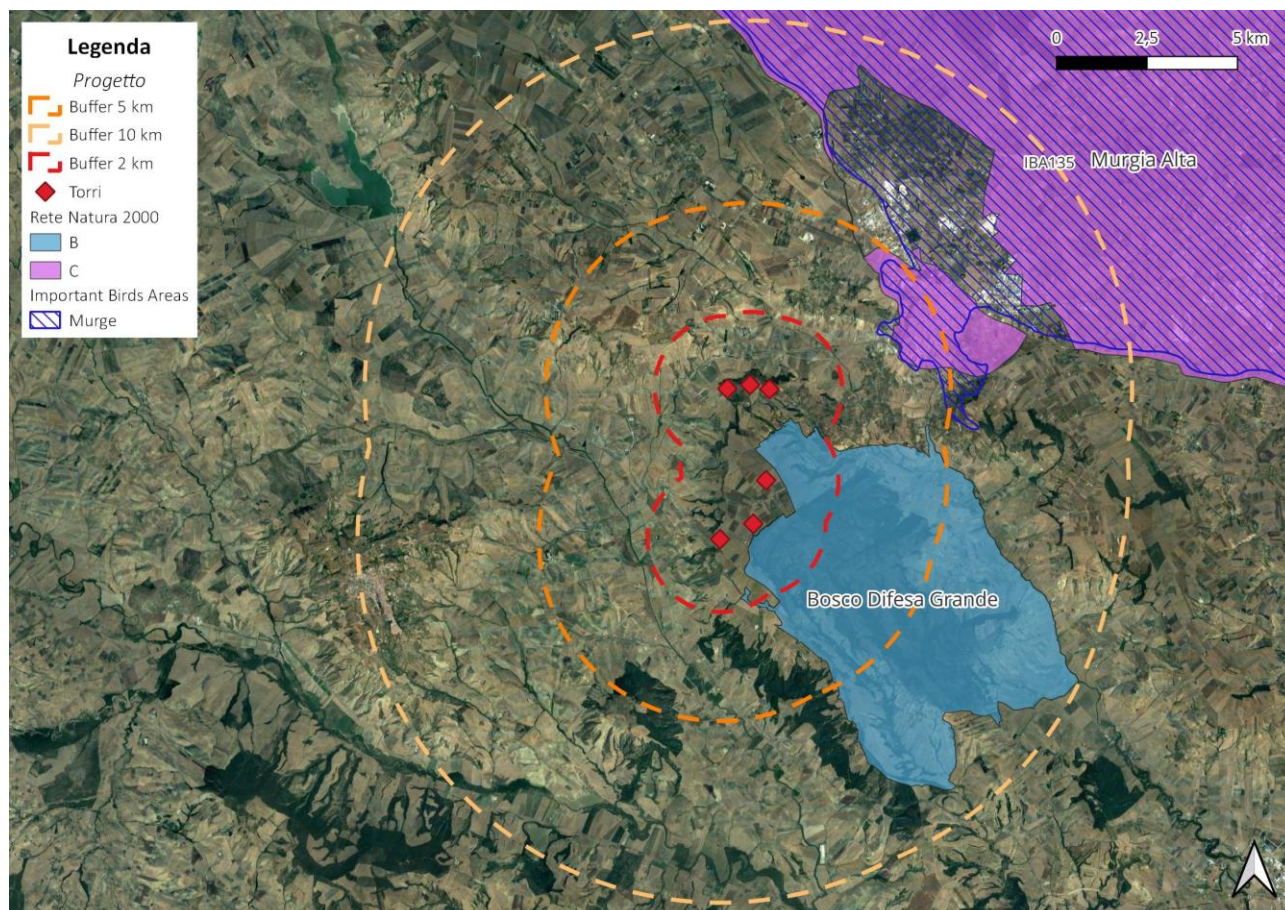 Legenda
Progetto
Buffer 5 km
Buffer 10 km
Buffer 2 km
Torri
Rete Natura 2000
B
C
Important Birds Areas
Murge
0 2,5 5 km
IBA135 Murgia Alta
Bosco Difesa Grande